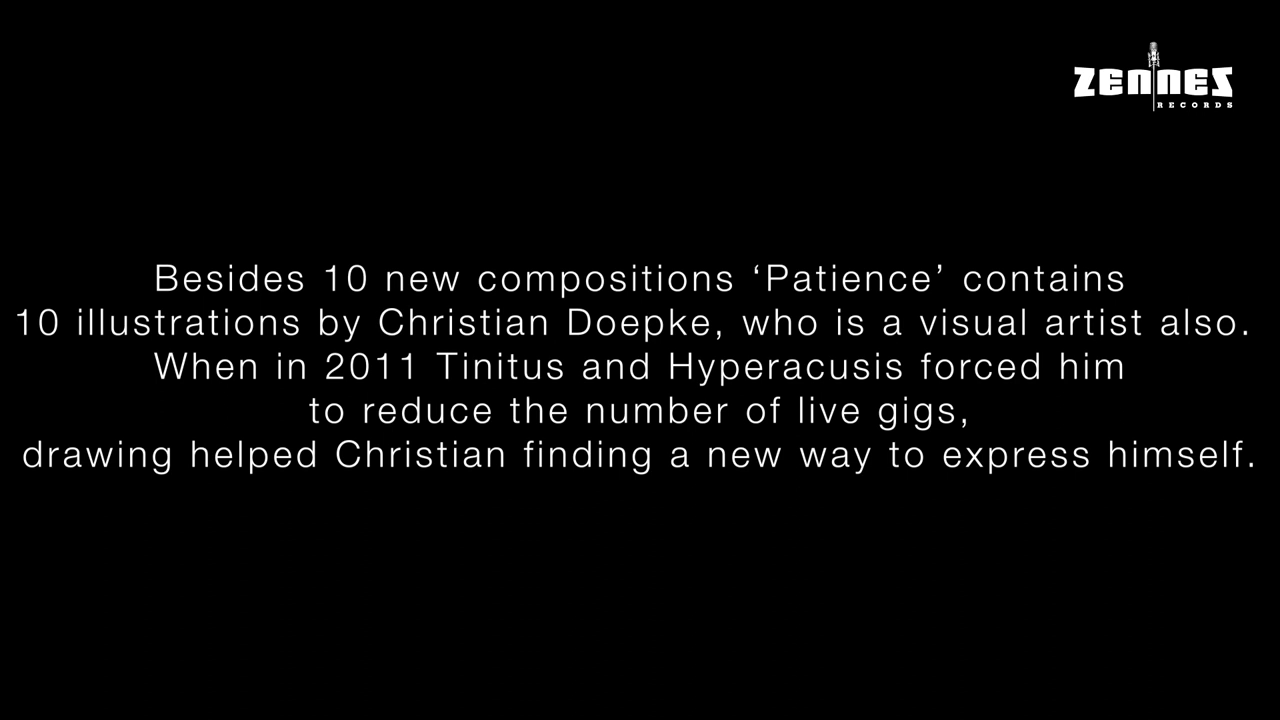 ZENNEZ
RECORDS
Besides 10 new compositions ‘Patience’ contains
10 illustrations by Christian Doepke, who is a visual artist also.
When in 2011 Tinitus and Hyperacusis forced him
to reduce the number of live gigs,
drawing helped Christian finding a new way to express himself.